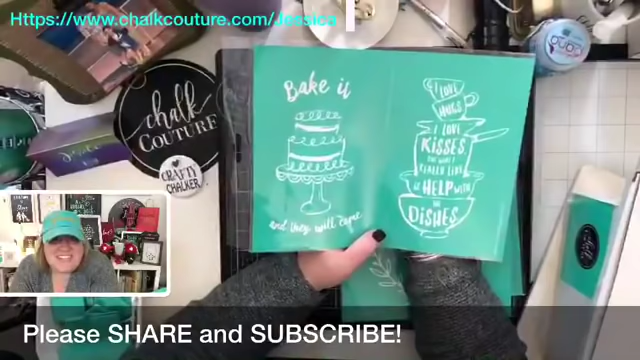 Https://www.chalkcouture.com/Jessica
Bake it
and they will come
I LOVE
HUGS
I LOVE
KISSES
BUT WHAT I
REALLY LOVE
IS HELP WITH
THE
DISHES
chalk
COUTURE
CRAFTY
CHALKER
Please SHARE and SUBSCRIBE!